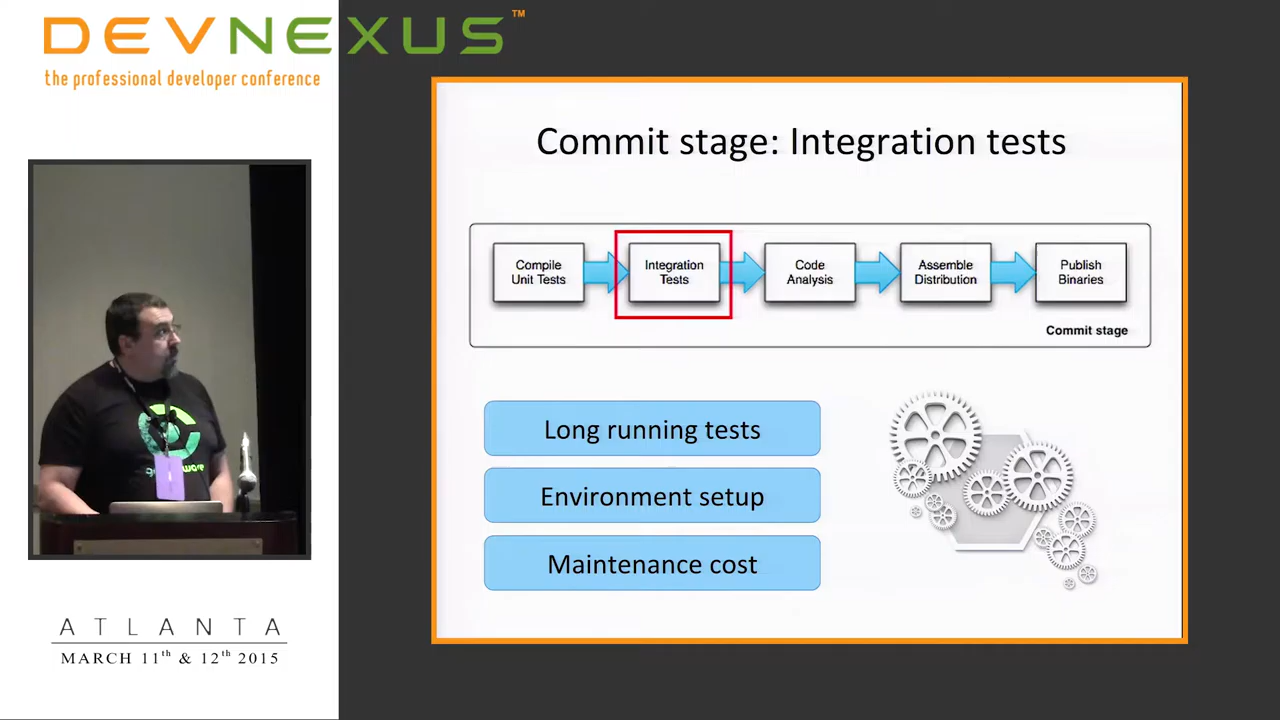 DEVNEXUS™
the professional developer conference
Commit stage: Integration tests
Compile
Unit Tests
Integration
Tests
Code
Analysis
Assemble
Distribution
Publish
Binaries
Commit stage
Long running tests
Environment setup
Maintenance cost
ATLANTA
MARCH 11th & 12th 2015